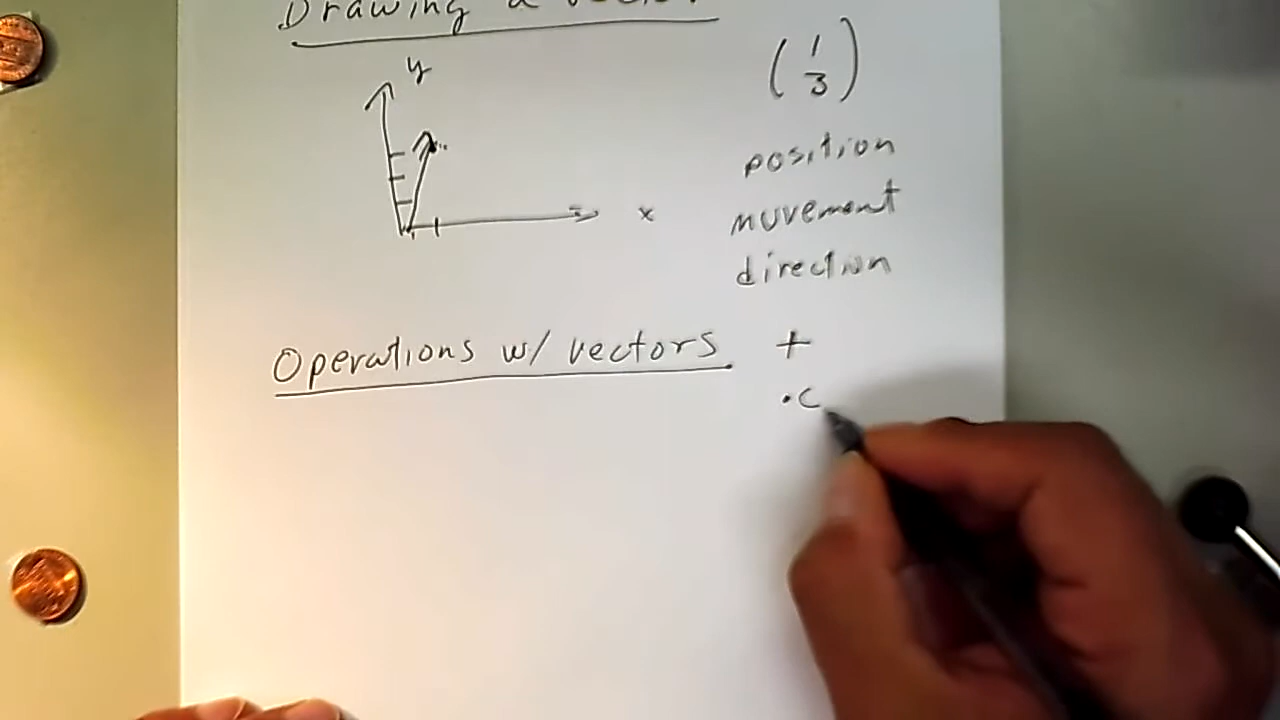 Drawing a vector
y
x
( 1
3 )
position
movement
direction
Operations w/ vectors
+
·c